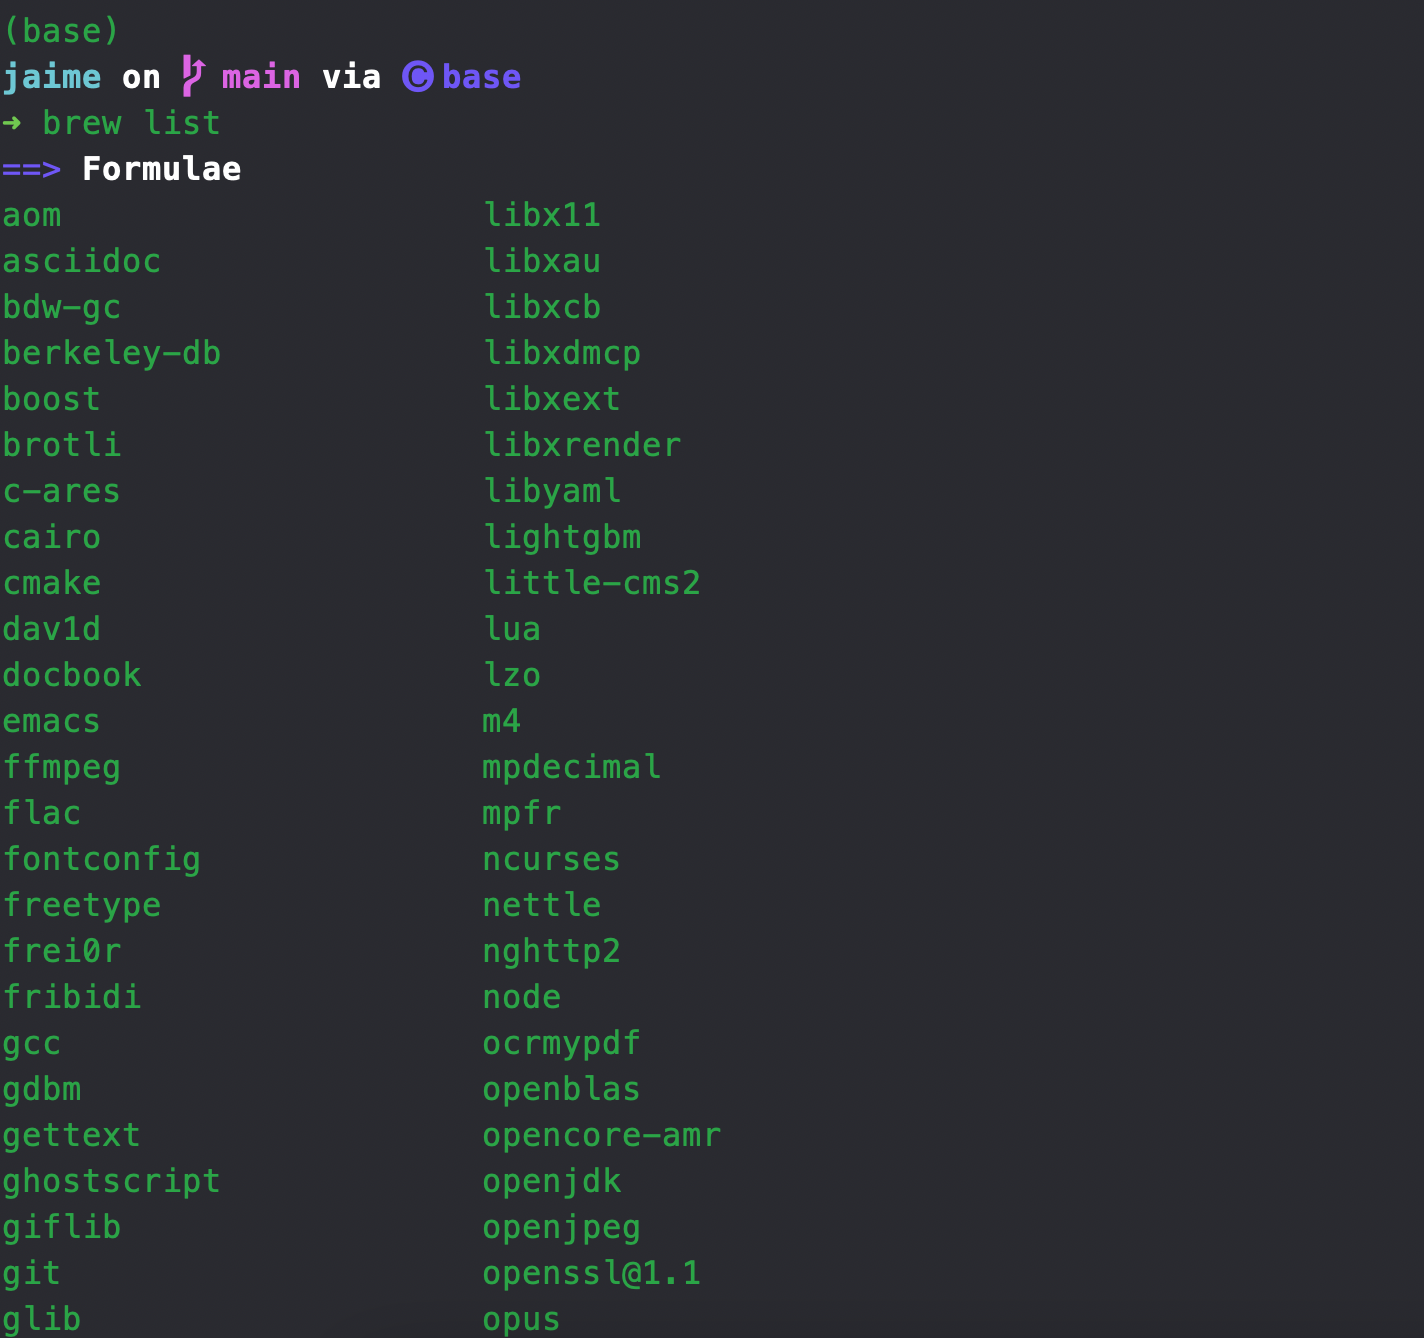 (base)
jaime on main via © base
➜ brew list
==> Formulae
aom libx11
asciidoc libxau
bdw-gc libxcb
berkeley-db libxdmcp
boost libxext
brotli libxrender
c-ares libyaml
cairo lightgbm
cmake little-cms2
dav1d lua
docbook lzo
emacs m4
ffmpeg mpdecimal
flac mpfr
fontconfig ncurses
freetype nettle
frei0r nghttp2
fribidi node
gcc ocrmypdf
gdbm openblas
gettext opencore-amr
ghostscript openjdk
giflib openjpeg
git openssl@1.1
glib opus